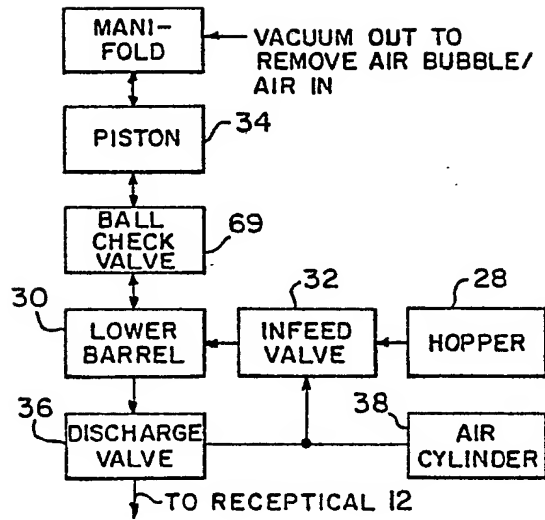 MANI-
FOLD
VACUUM OUT TO
REMOVE AIR BUBBLE/
AIR IN
PISTON
34
BALL
CHECK
VALVE
69
30
LOWER
BARREL
32
INFEED
VALVE
28
HOPPER
36
DISCHARGE
VALVE
38
AIR
CYLINDER
TO RECEPTICAL 12